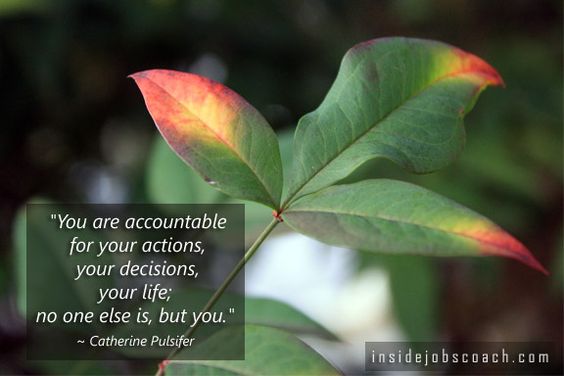 "You are accountable
for your actions,
your decisions,
your life;
no one else is, but you."
~ Catherine Pulsifer
insidejobscoach.com